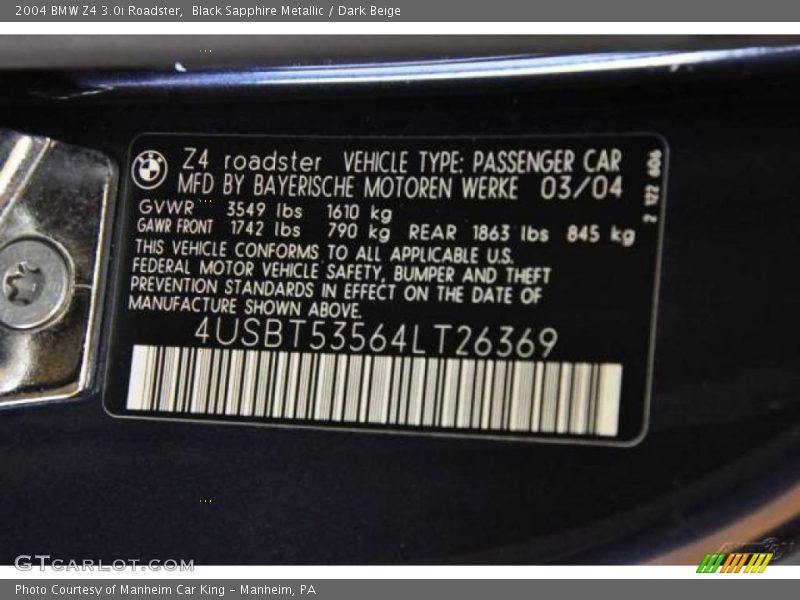 2004 BMW Z4 3.0i Roadster,  Black Sapphire Metallic / Dark Beige
Z4 roadster VEHICLE TYPE: PASSENGER CAR
MFD BY BAYERISCHE MOTOREN WERKE 03/04
GVWR 3549 lbs 1610 kg
GAWR FRONT 1742 lbs 790 kg REAR 1863 lbs 845 kg
THIS VEHICLE CONFORMS TO ALL APPLICABLE U.S.
FEDERAL MOTOR VEHICLE SAFETY, BUMPER AND THEFT
PREVENTION STANDARDS IN EFFECT ON THE DATE OF
MANUFACTURE SHOWN ABOVE.
4USBT53564LT26369
2 122 606
GTcarlot.com
Photo Courtesy of Manheim Car King - Manheim, PA